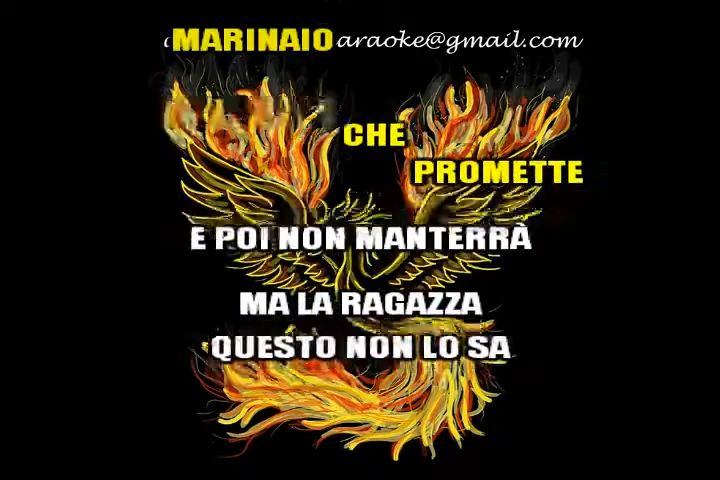 MARINAIO araoke@gmail.com
CHE
PROMETTE
E POI NON MANTERRÀ
MA LA RAGAZZA
QUESTO NON LO SA